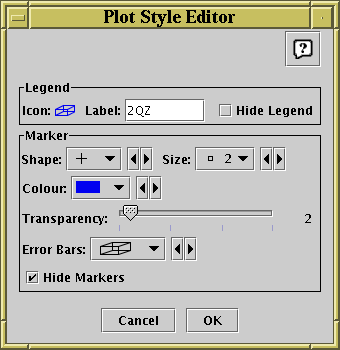 Plot Style Editor
?
Legend
Icon: Label: 2QZ Hide Legend
Marker
Shape: Size: 2
Colour:
Transparency: 2
Error Bars:
Hide Markers
Cancel OK